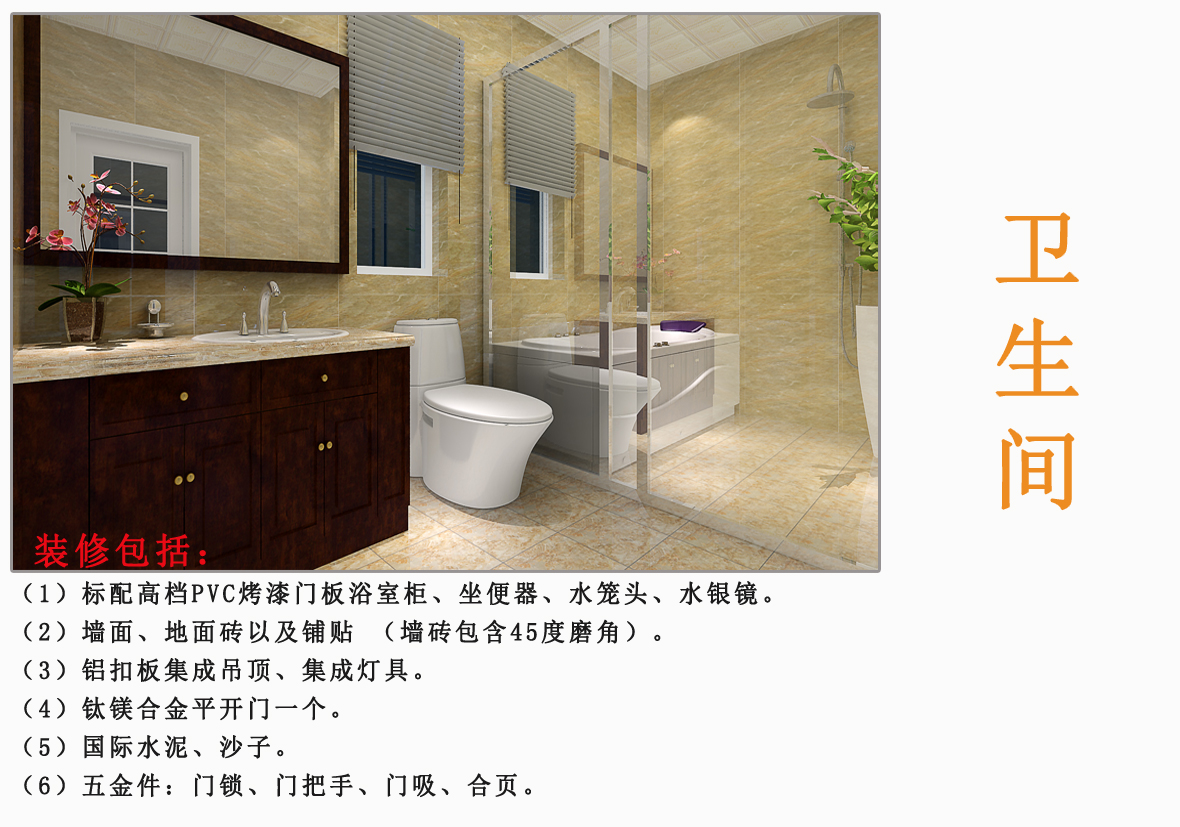 卫生间
装修包括：
（1）标配高档PVC烤漆门板浴室柜、坐便器、水笼头、水银镜。
（2）墙面、地面砖以及铺贴 （墙砖包含45度磨角）。
（3）铝扣板集成吊顶、集成灯具。
（4）钛镁合金平开门一个。
（5）国际水泥、沙子。
（6）五金件：门锁、门把手、门吸、合页。